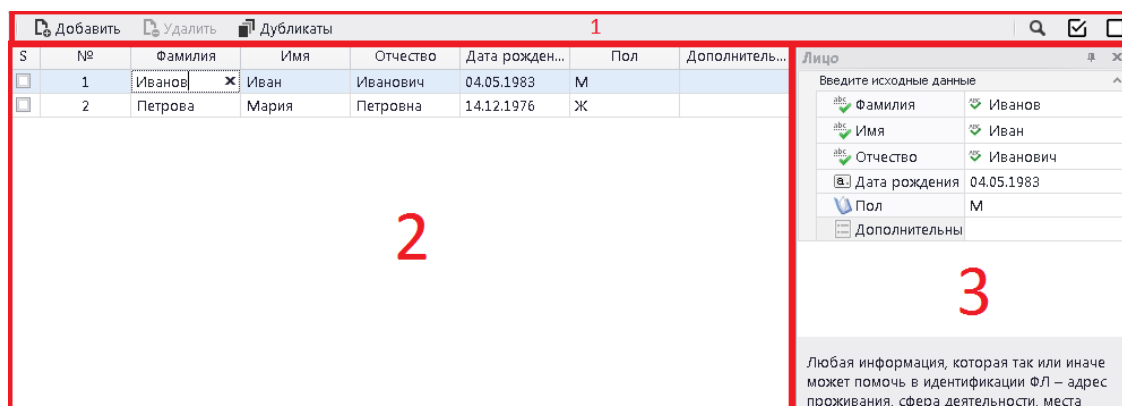 Добавить Удалить Дубликаты 1
S № Фамилия Имя Отчество Дата рожден... Пол Дополнитель...
1 Иванов Иван Иванович 04.05.1983 М
2 Петрова Мария Петровна 14.12.1976 Ж
2
Лицо
Введите исходные данные
Фамилия Иванов
Имя Иван
Отчество Иванович
Дата рождения 04.05.1983
Пол М
Дополнительны
3
Любая информация, которая так или иначе
может помочь в идентификации ФЛ – адрес
проживания, сфера деятельности, места